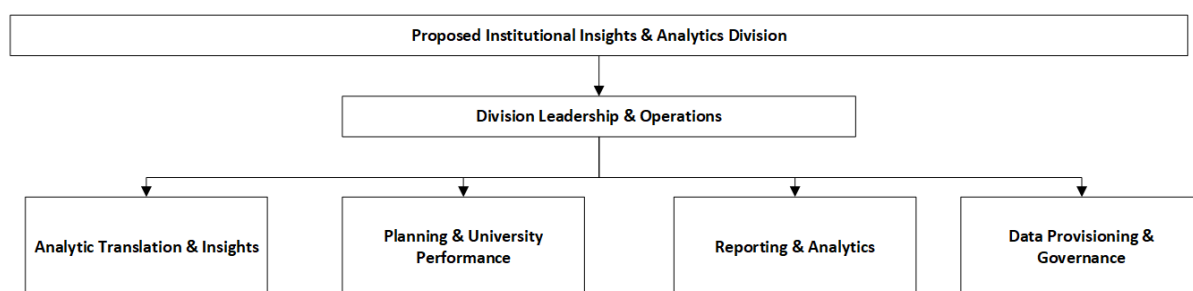 Proposed Institutional Insights & Analytics Division
Division Leadership & Operations
Analytic Translation & Insights
Planning & University
Performance
Reporting & Analytics
Data Provisioning &
Governance